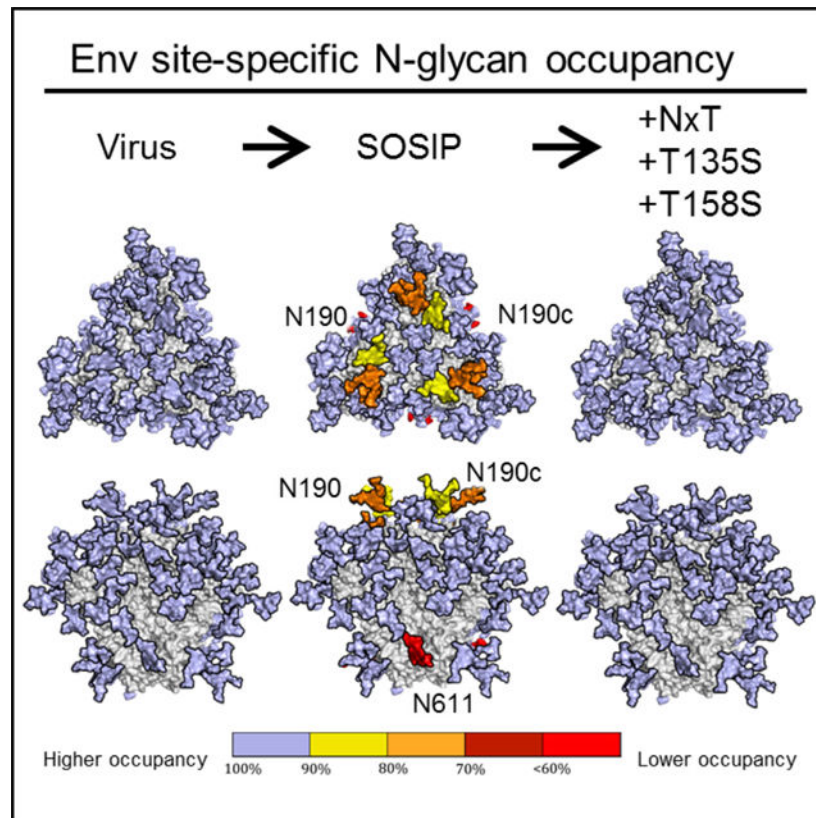 Env site-specific N-glycan occupancy
Virus
SOSIP
+NxT
+T135S
+T158S
N190
N190c
N190
N190c
N611
Higher occupancy
Lower occupancy
100%
90%
80%
70%
<60%